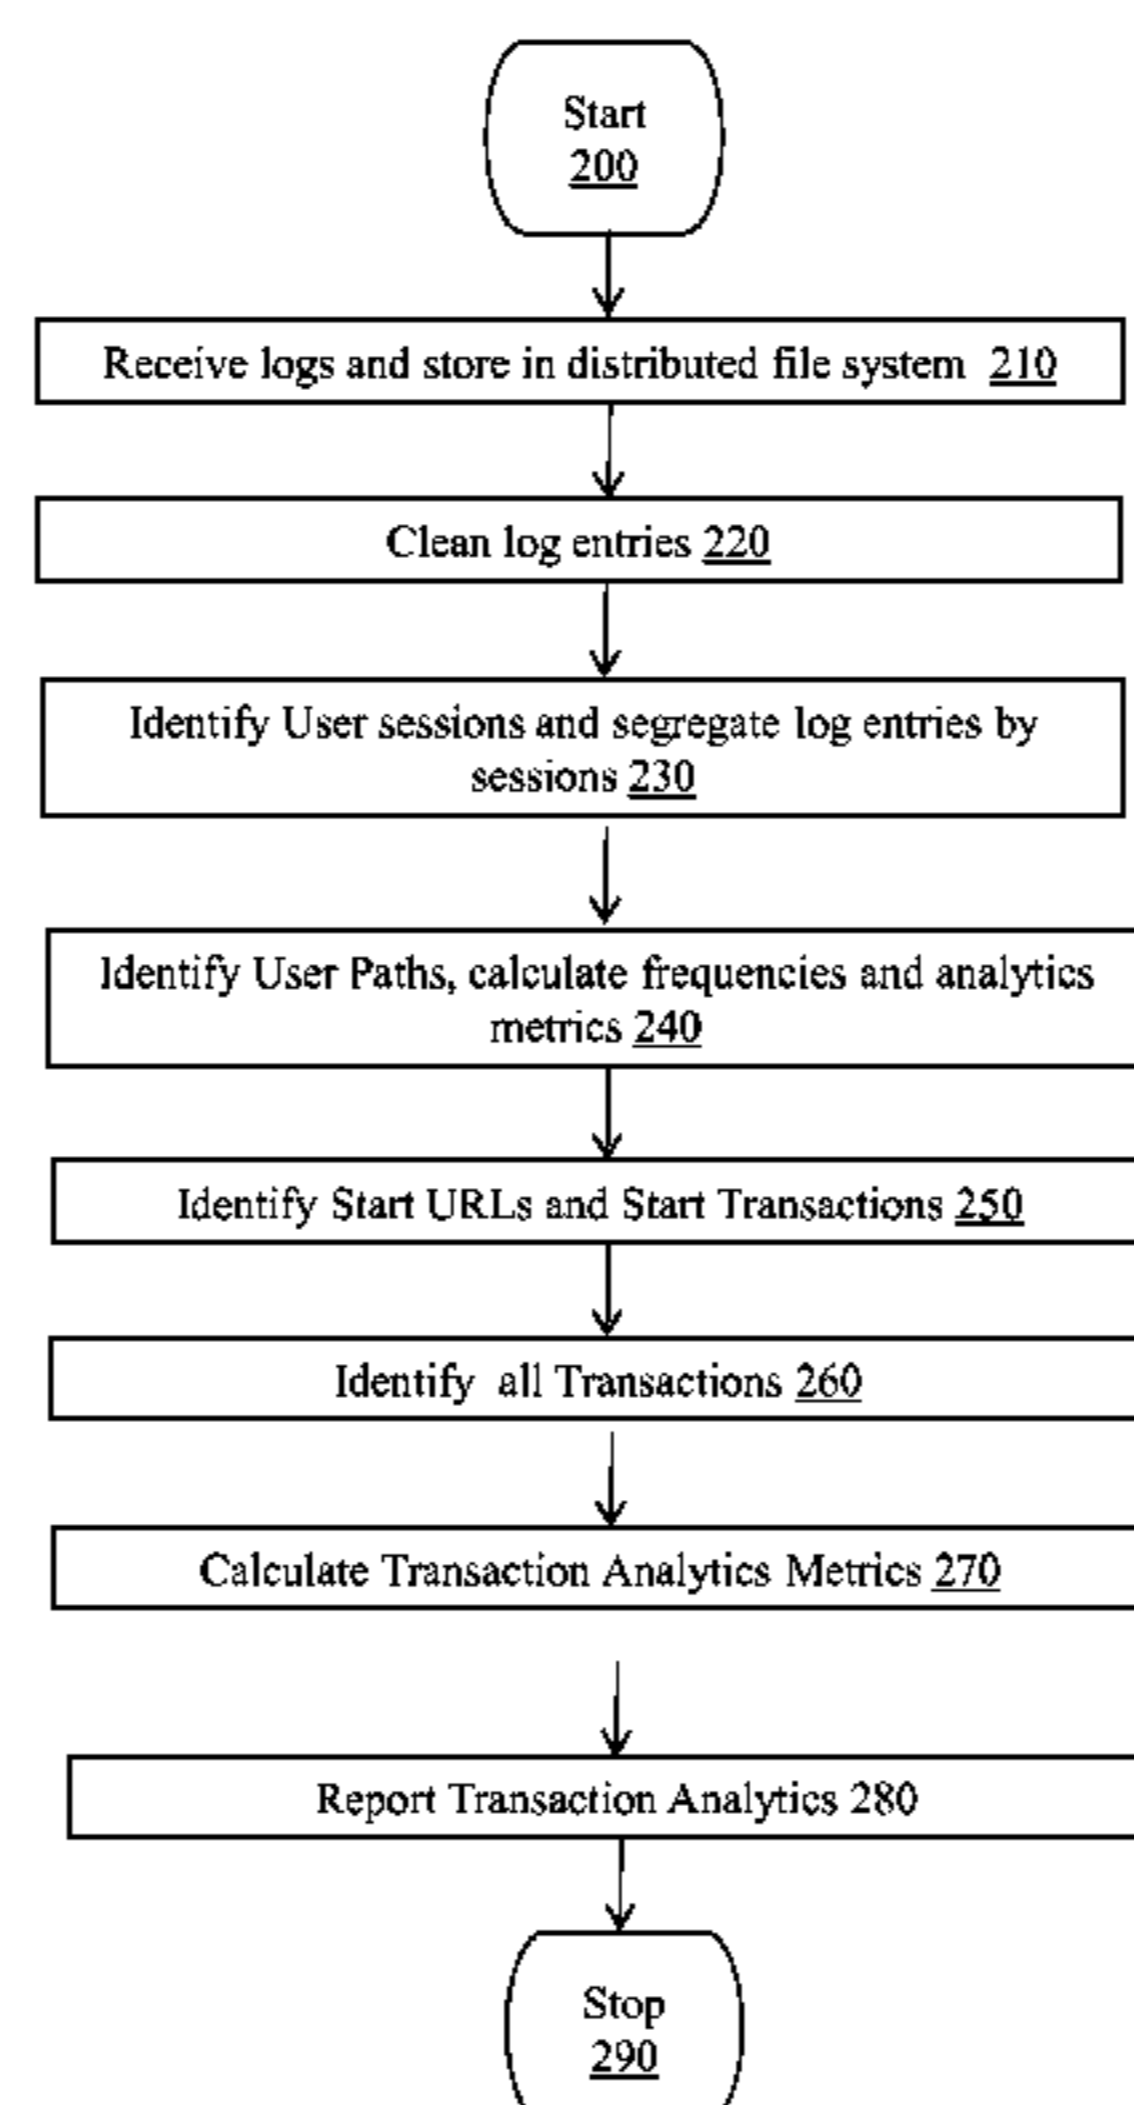 Start
200
Receive logs and store in distributed file system 210
Clean log entries 220
Identify User sessions and segregate log entries by
sessions 230
Identify User Paths, calculate frequencies and analytics
metrics 240
Identify Start URLs and Start Transactions 250
Identify all Transactions 260
Calculate Transaction Analytics Metrics 270
Report Transaction Analytics 280
Stop
290